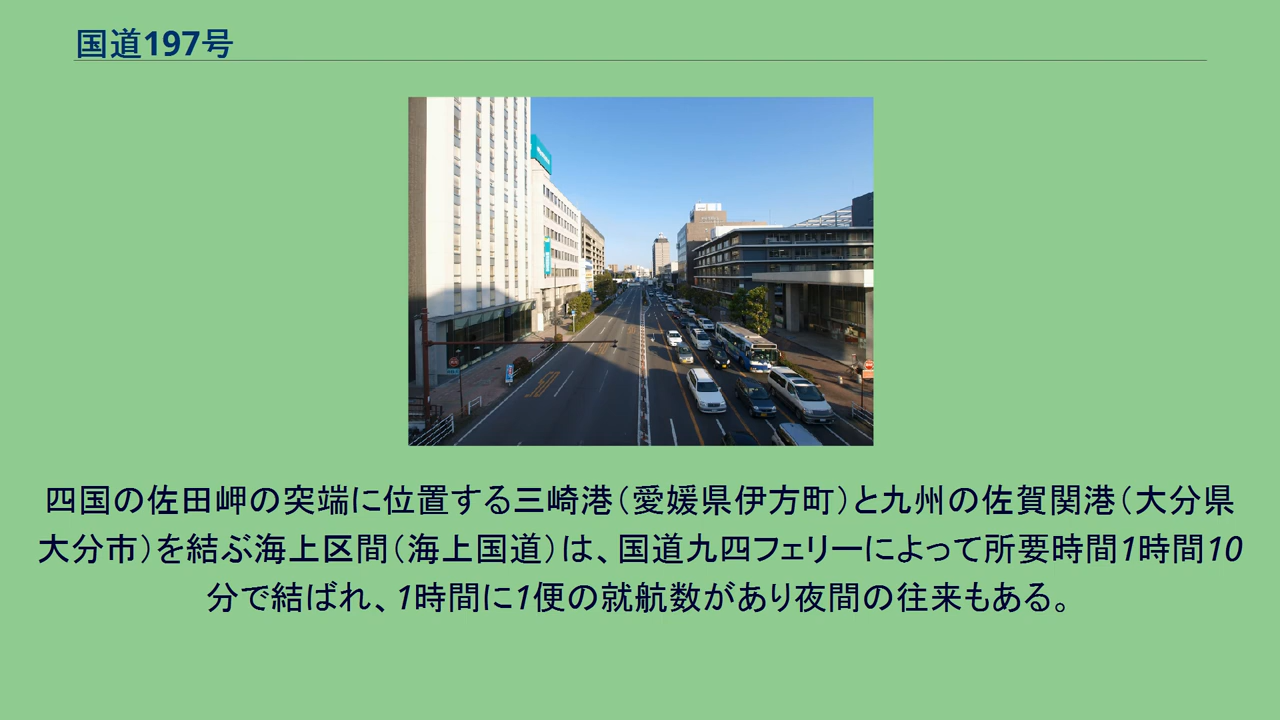 国道197号
四国の佐田岬の突端に位置する三崎港（愛媛県伊方町）と九州の佐賀関港（大分県
大分市）を結ぶ海上区間（海上国道）は、国道九四フェリーによって所要時間1時間10
分で結ばれ、1時間に1便の就航数があり夜間の往来もある。